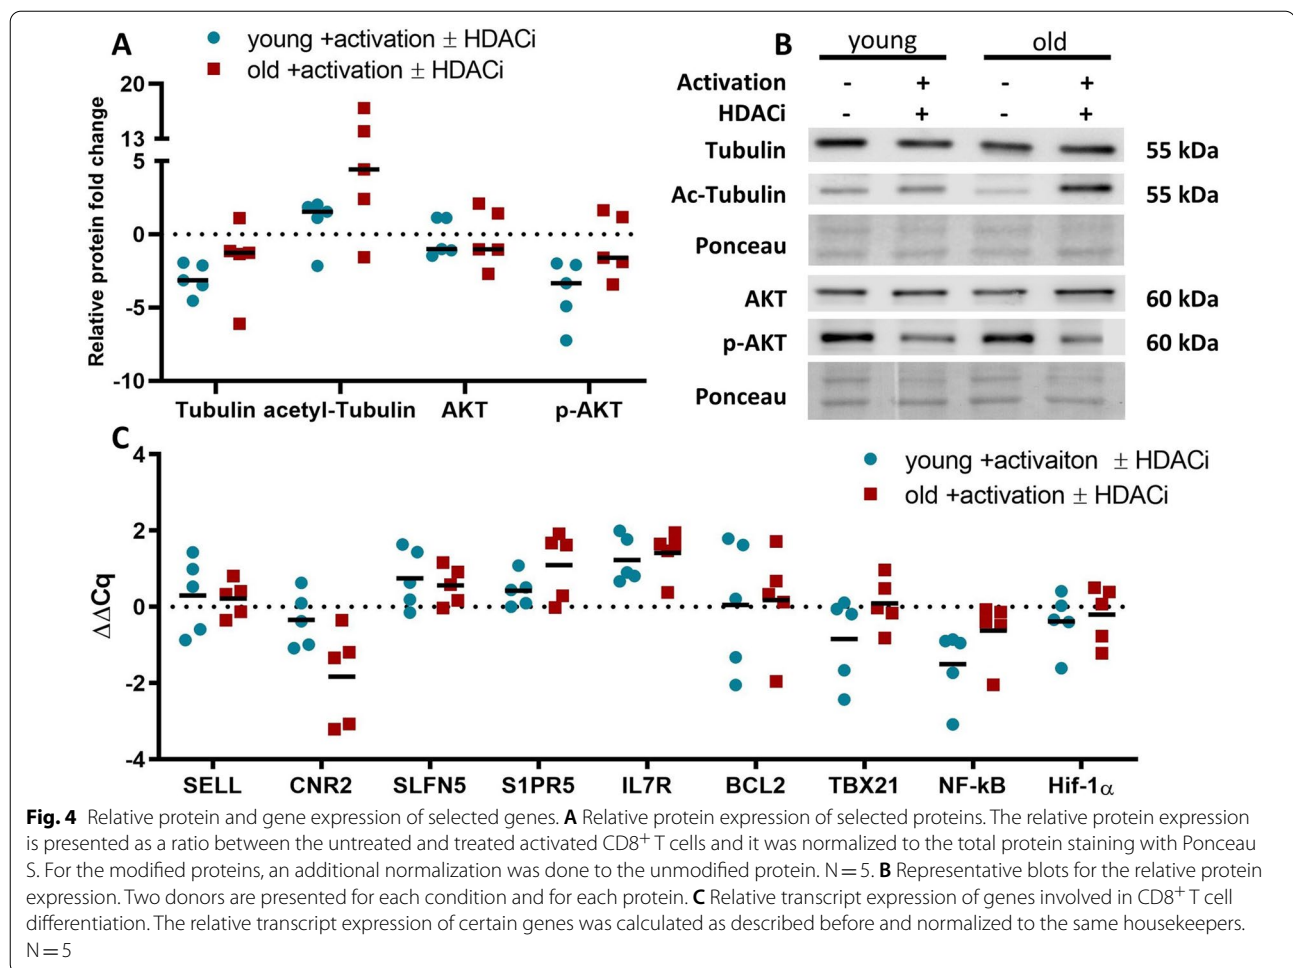 A
young +activation ± HDACi
old +activation ± HDACi
Relative protein fold change
20
13
5
0
-5
-10
Tubulin acetyl-Tubulin AKT p-AKT
B
young old
Activation - + - +
HDACi - + - +
Tubulin 55 kDa
Ac-Tubulin 55 kDa
Ponceau
AKT 60 kDa
p-AKT 60 kDa
Ponceau
C
young +activaiton ± HDACi
old +activation ± HDACi
ΔΔCq
4
2
0
-2
-4
SELL CNR2 SLFN5 S1PR5 IL7R BCL2 TBX21 NF-kB Hif-1α
Fig. 4 Relative protein and gene expression of selected genes. A Relative protein expression of selected proteins. The relative protein expression
is presented as a ratio between the untreated and treated activated CD8+ T cells and it was normalized to the total protein staining with Ponceau
S. For the modified proteins, an additional normalization was done to the unmodified protein. N = 5. B Representative blots for the relative protein
expression. Two donors are presented for each condition and for each protein. C Relative transcript expression of genes involved in CD8+ T cell
differentiation. The relative transcript expression of certain genes was calculated as described before and normalized to the same housekeepers.
N = 5